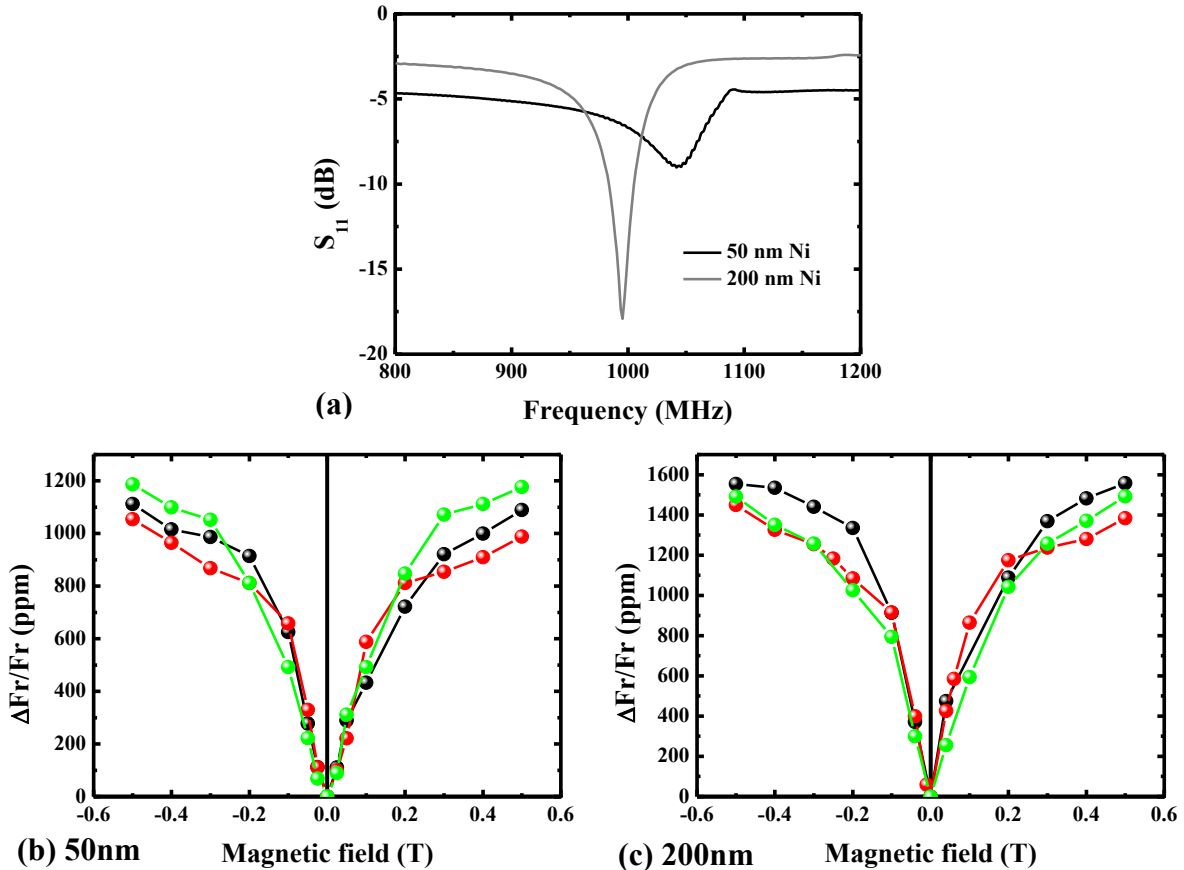 0
-5
-10
-15
-20
S11 (dB)
50 nm Ni
200 nm Ni
800 900 1000 1100 1200
(a) Frequency (MHz)
1200
1000
800
600
400
200
0
ΔFr/Fr (ppm)
-0.6 -0.4 -0.2 0.0 0.2 0.4 0.6
(b) 50nm Magnetic field (T)
1600
1400
1200
1000
800
600
400
200
0
ΔFr/Fr (ppm)
-0.6 -0.4 -0.2 0.0 0.2 0.4 0.6
(c) 200nm Magnetic field (T)